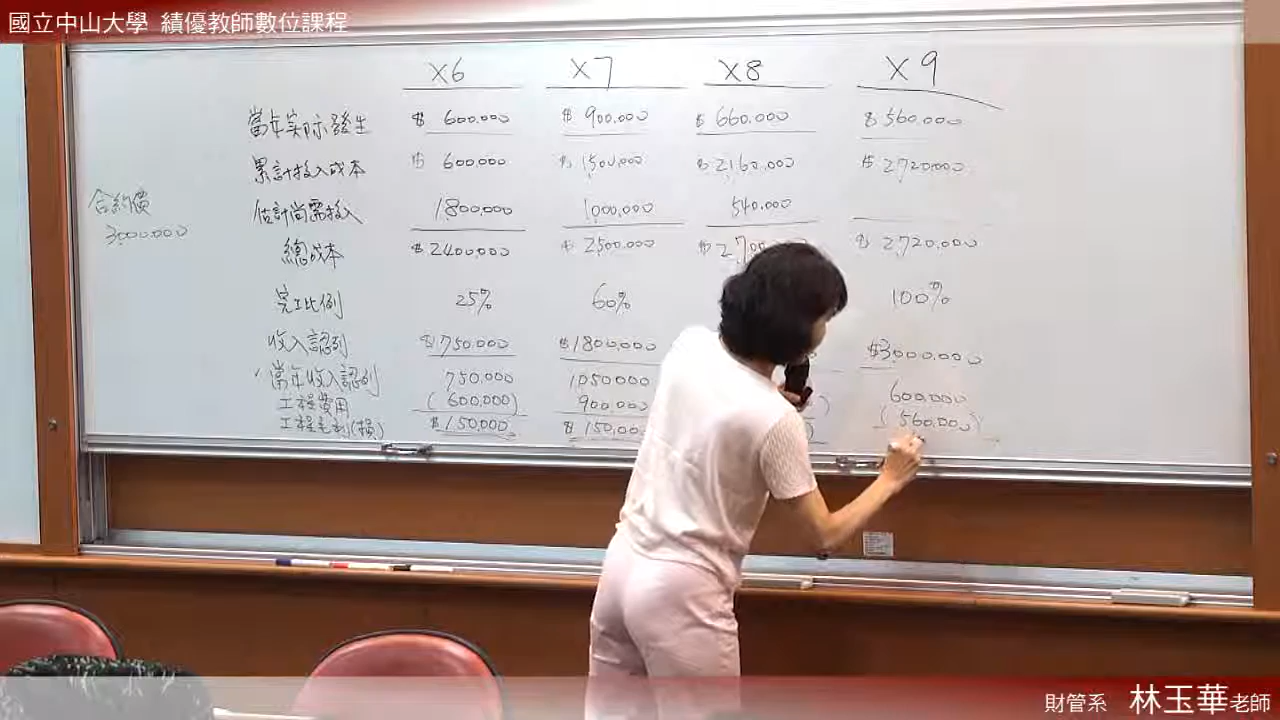 國立中山大學 績優教師數位課程
X6 X7 X8 X9
當年實際發生 $ 600,000 $ 900,000 $ 660,000 $ 560,000
累計投入成本 $ 600,000 $ 1,500,000 $ 2,160,000 $ 2,720,000
合約價
3,000,000
估計尚需投入 1,800,000 1,000,000 540,000
總成本 $ 2,400,000 $ 2,500,000 $ 2,70 $ 2,720,000
完工比例 25% 60% 100%
收入認列 $ 750,000 $ 1,800,000 $3,000,000
當年收入認列 750,000 1,050,000 600,000
工程費用 (600,000) 900,00 (560,000)
工程毛利(損) $ 150,000 $ 150,00
財管系 林玉華老師